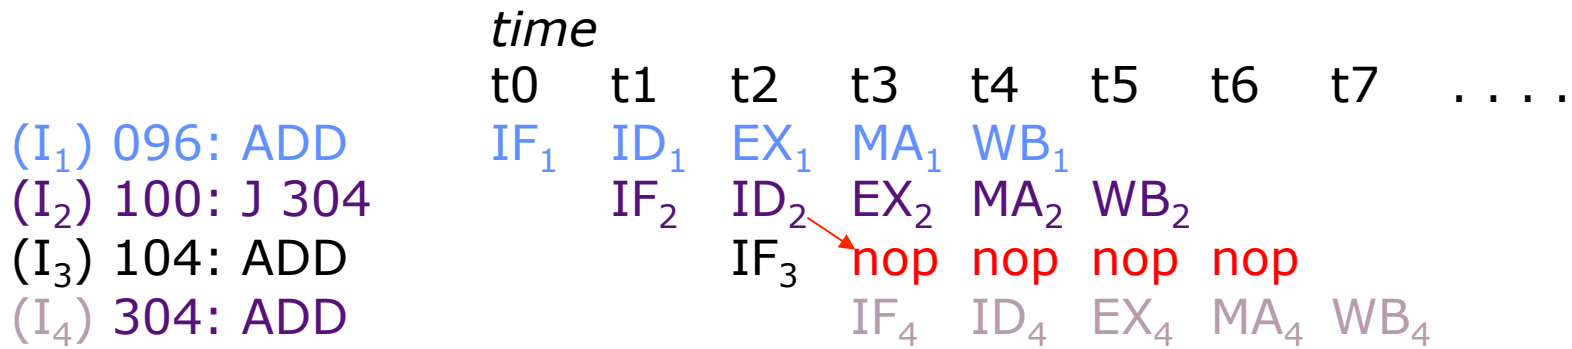 time
t0 t1 t2 t3 t4 t5 t6 t7 . . . .
(I₁) 096: ADD IF₁ ID₁ EX₁ MA₁ WB₁
(I₂) 100: J 304 IF₂ ID₂ EX₂ MA₂ WB₂
(I₃) 104: ADD IF₃ nop nop nop nop
(I₄) 304: ADD IF₄ ID₄ EX₄ MA₄ WB₄